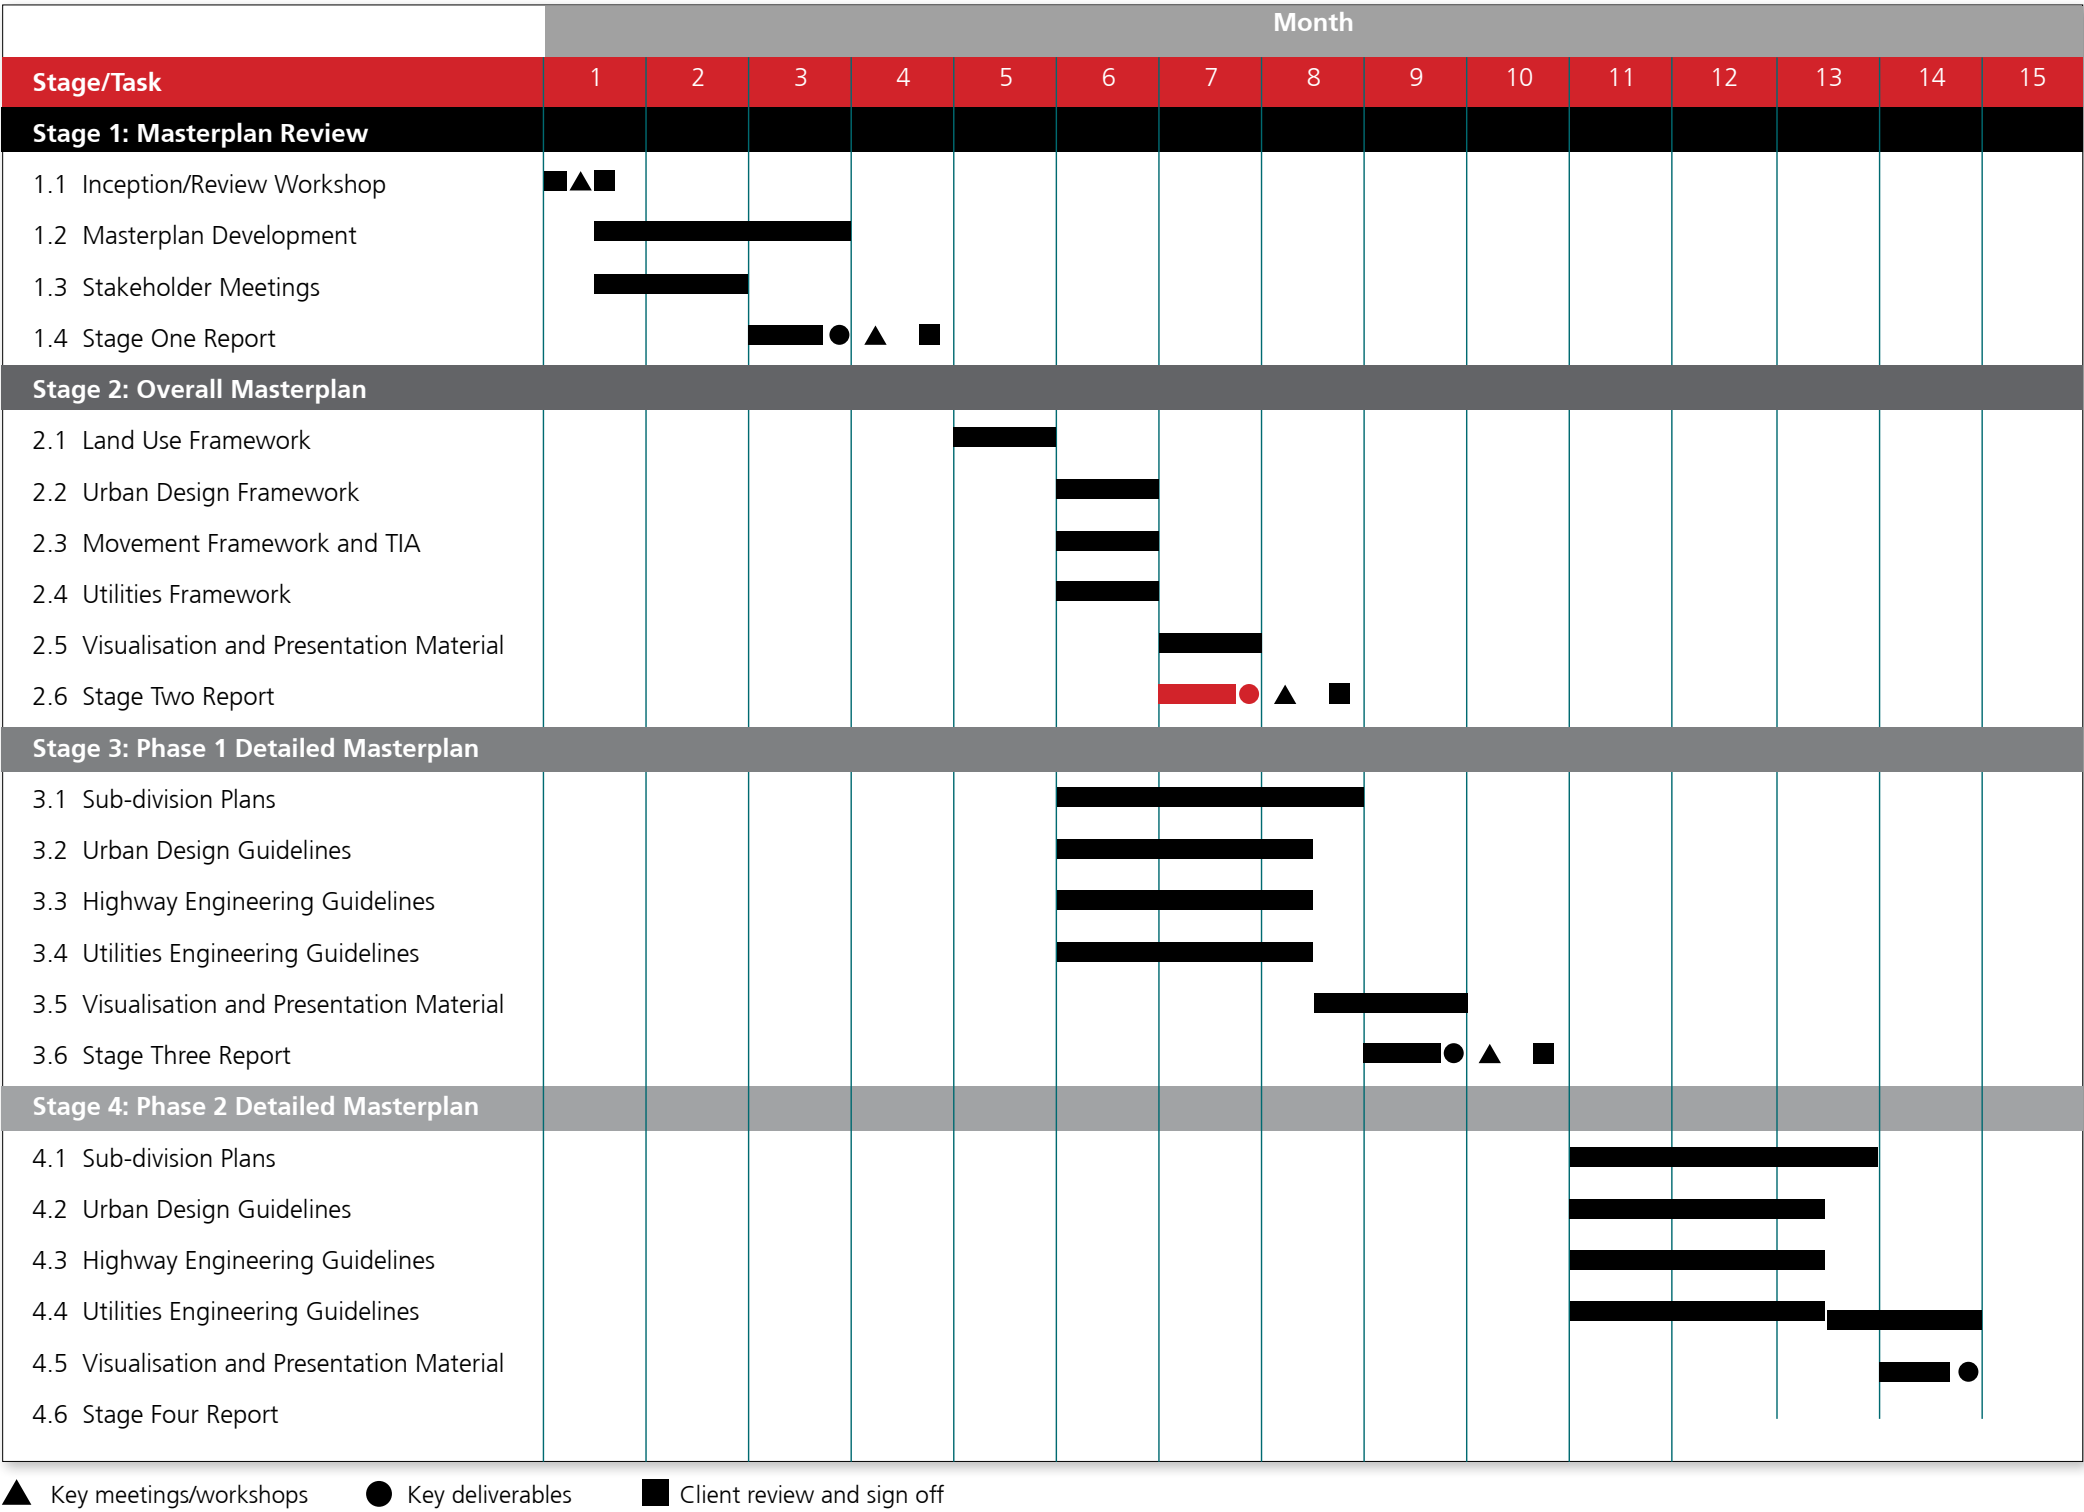 Month
Stage/Task 1 2 3 4 5 6 7 8 9 10 11 12 13 14 15
Stage 1: Masterplan Review
1.1 Inception/Review Workshop
1.2 Masterplan Development
1.3 Stakeholder Meetings
1.4 Stage One Report
Stage 2: Overall Masterplan
2.1 Land Use Framework
2.2 Urban Design Framework
2.3 Movement Framework and TIA
2.4 Utilities Framework
2.5 Visualisation and Presentation Material
2.6 Stage Two Report
Stage 3: Phase 1 Detailed Masterplan
3.1 Sub-division Plans
3.2 Urban Design Guidelines
3.3 Highway Engineering Guidelines
3.4 Utilities Engineering Guidelines
3.5 Visualisation and Presentation Material
3.6 Stage Three Report
Stage 4: Phase 2 Detailed Masterplan
4.1 Sub-division Plans
4.2 Urban Design Guidelines
4.3 Highway Engineering Guidelines
4.4 Utilities Engineering Guidelines
4.5 Visualisation and Presentation Material
4.6 Stage Four Report
Key meetings/workshops Key deliverables Client review and sign off